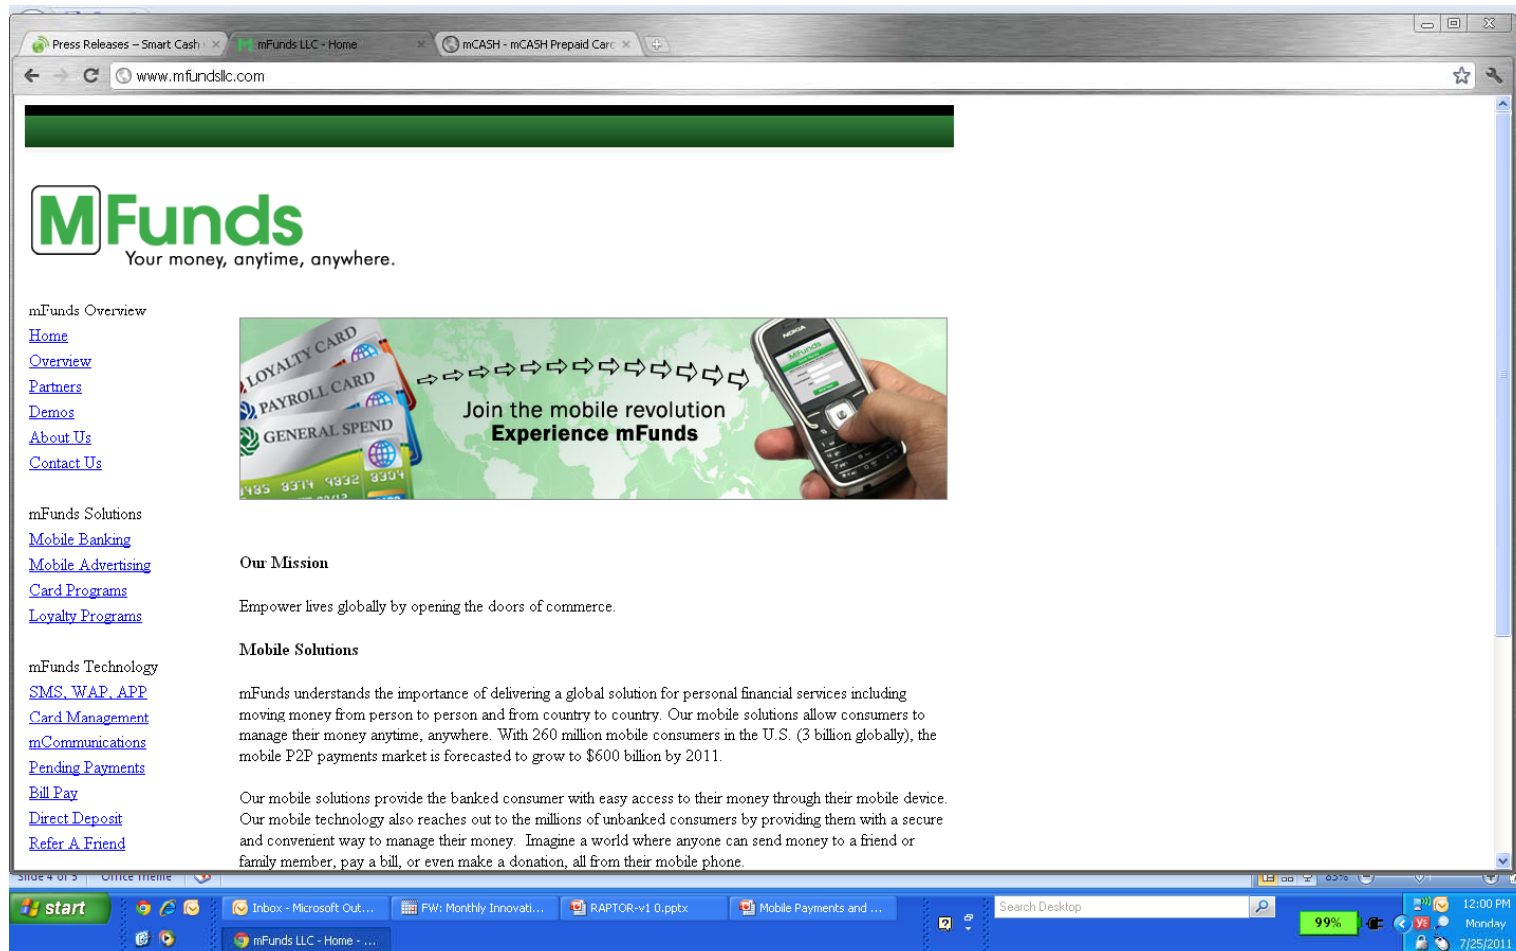 Press Releases – Smart Cash
mFunds LLC - Home
mCASH - mCASH Prepaid Card
www.mfundsllc.com
MFunds
Your money, anytime, anywhere.
mFunds Overview
Home
Overview
Partners
Demos
About Us
Contact Us
mFunds Solutions
Mobile Banking
Mobile Advertising
Card Programs
Loyalty Programs
mFunds Technology
SMS, WAP, APP
Card Management
mCommunications
Pending Payments
Bill Pay
Direct Deposit
Refer A Friend
LOYALTY CARD
PAYROLL CARD
GENERAL SPEND
Join the mobile revolution
Experience mFunds
NOKIA
MFunds
Our Mission
Empower lives globally by opening the doors of commerce.
Mobile Solutions
mFunds understands the importance of delivering a global solution for personal financial services including
moving money from person to person and from country to country. Our mobile solutions allow consumers to
manage their money anytime, anywhere. With 260 million mobile consumers in the U.S. (3 billion globally), the
mobile P2P payments market is forecasted to grow to $600 billion by 2011.
Our mobile solutions provide the banked consumer with easy access to their money through their mobile device.
Our mobile technology also reaches out to the millions of unbanked consumers by providing them with a secure
and convenient way to manage their money. Imagine a world where anyone can send money to a friend or
family member, pay a bill, or even make a donation, all from their mobile phone.
Slide 4 of 5 Office Theme 85%
start
Inbox - Microsoft Out...
FW: Monthly Innovati...
RAPTOR-v1 0.pptx
Mobile Payments and ...
Search Desktop
99%
12:00 PM
Monday
7/25/2011
mFunds LLC - Home - ...